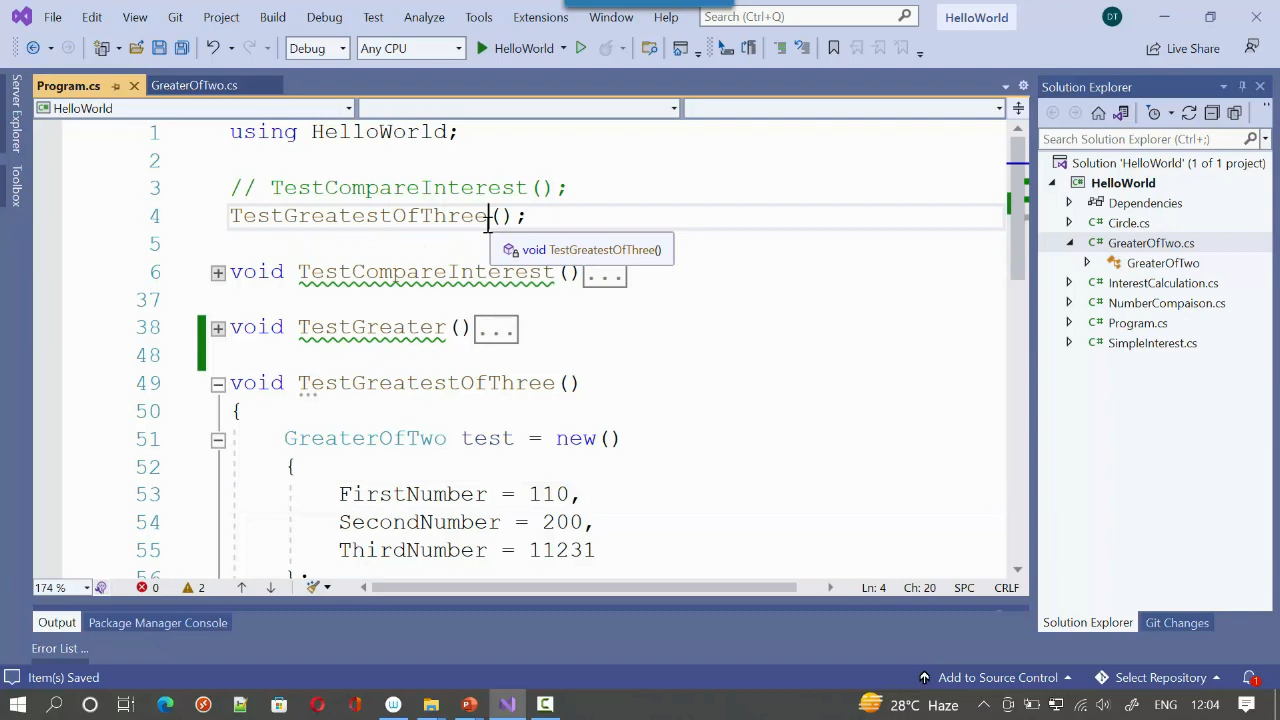 File Edit View Git Project Build Debug Test Analyze Tools Extensions Window Help Search (Ctrl+Q) HelloWorld DT
Debug Any CPU HelloWorld Live Share
Program.cs GreaterOfTwo.cs
HelloWorld
1 using HelloWorld;
2
3 // TestCompareInterest();
4 TestGreatestOfThree();
5 void TestGreatestOfThree()
6 void TestCompareInterest()...
37
38 void TestGreater()...
48
49 void TestGreatestOfThree()
50 {
51 GreaterOfTwo test = new()
52 {
53 FirstNumber = 110,
54 SecondNumber = 200,
55 ThirdNumber = 11231
56 };
174 % 0 2 Ln: 4 Ch: 20 SPC CRLF
Output Package Manager Console
Error List ...
Server Explorer
Toolbox
Solution Explorer
Search Solution Explorer (Ctrl+;)
Solution 'HelloWorld' (1 of 1 project)
HelloWorld
Dependencies
C# Circle.cs
C# GreaterOfTwo.cs
GreaterOfTwo
C# InterestCalculation.cs
C# NumberCompaison.cs
C# Program.cs
C# SimpleInterest.cs
Solution Explorer Git Changes
Item(s) Saved Add to Source Control Select Repository 1
28°C Haze ENG 12:04